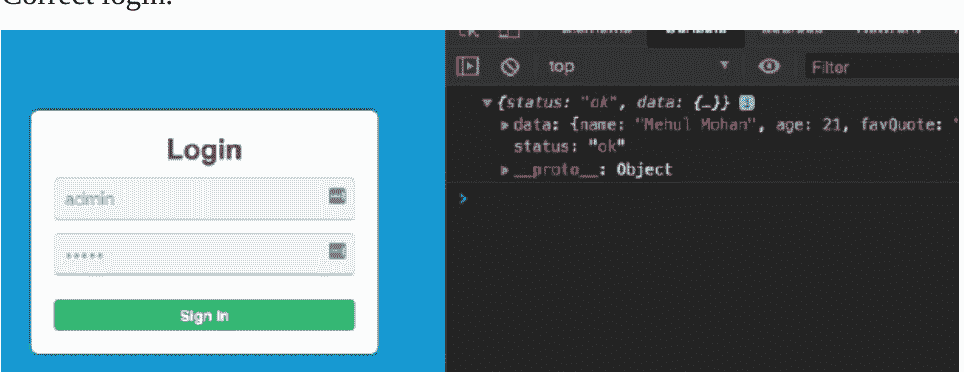 Correct login:
Login
admin
•••••
Sign In
top
Filter
▼ {status: "ok", data: {…}} i
▶ data: {name: "Mehul Mohan", age: 21, favQuote: "
status: "ok"
▶ __proto__: Object
>